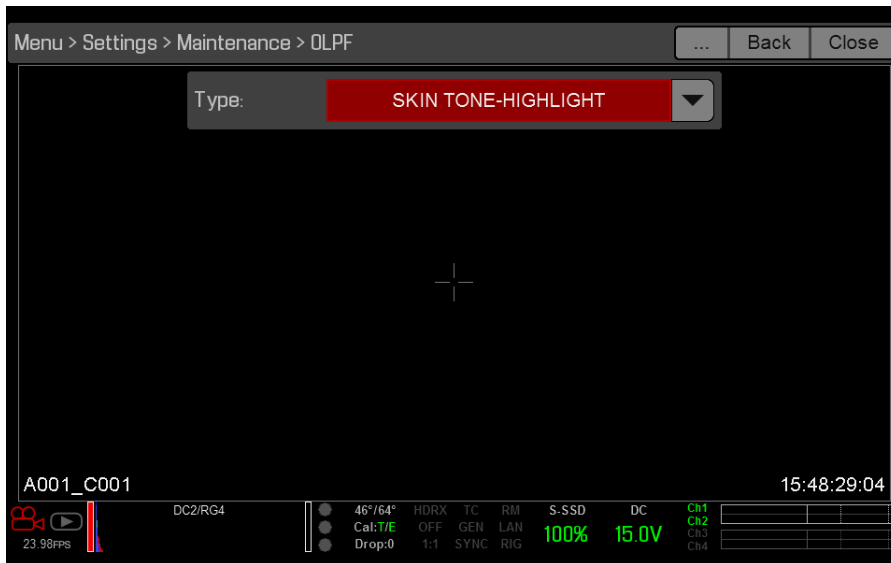 Menu > Settings > Maintenance > OLPF ... Back Close
Type: SKIN TONE-HIGHLIGHT
A001_C001 15:48:29:04
DC2/RG4 46°/64° HDRX TC RM S-SSD DC Ch1
Cal:T/E OFF GEN LAN 100% 15.0V Ch2
23.98FPS Drop:0 1:1 SYNC RIG Ch3
Ch4